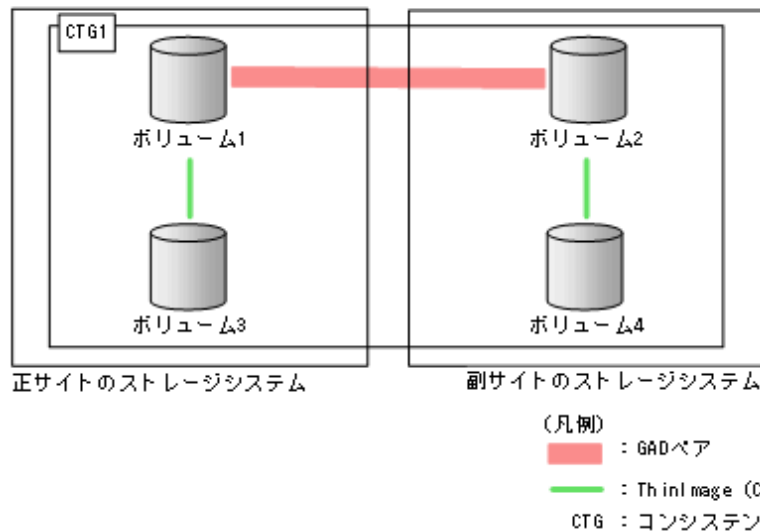 CTG1
ボリューム1
ボリューム2
ボリューム3
ボリューム4
正サイトのストレージシステム
副サイトのストレージシステム
(凡例)
: GADペア
: ThinImage (C
CTG : コンシステン